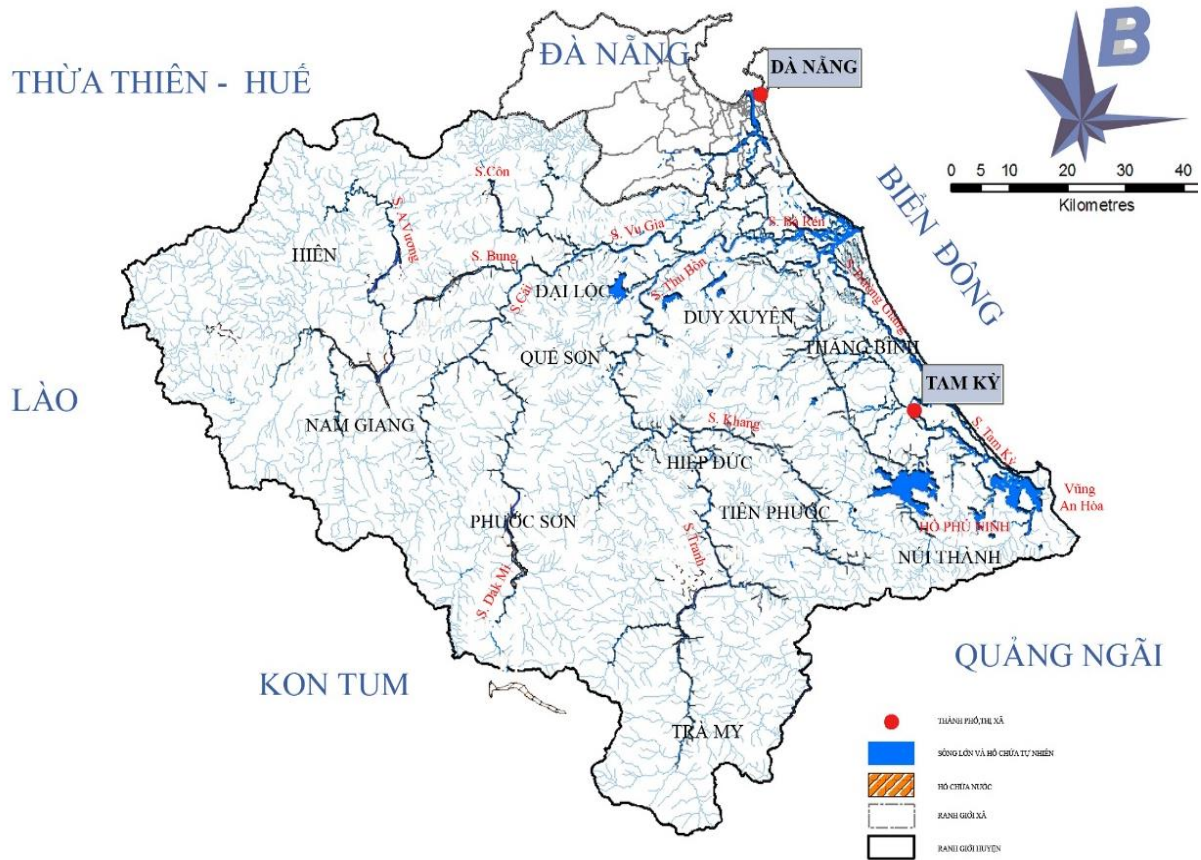 ĐÀ NẴNG
B
THỪA THIÊN - HUẾ
ĐÀ NẴNG
0 5 10 20 30 40
Kilometres
S.Côn
BIỂN ĐÔNG
S. A Vương
S. Vu Gia
S. Bà Rén
HIÊN
S. Bung
S. Cái
ĐẠI LỘC
S. Thu Bồn
S. Trường Giang
DUY XUYÊN
THĂNG BÌNH
QUẾ SƠN
TAM KỲ
LÀO
NAM GIANG
S. Khang
S. Tam Kỳ
HIỆP ĐỨC
Vũng
An Hòa
TIÊN PHƯỚC
PHƯỚC SƠN
HỒ PHÚ NINH
S.Tranh
NÚI THÀNH
S. Dak Mi
QUẢNG NGÃI
KON TUM
THÀNH PHỐ,THỊ XÃ
TRÀ MY
SÔNG LỚN VÀ HỒ CHỨA TỰ NHIÊN
HỒ CHỨA NƯỚC
RANH GIỚI XÃ
RANH GIỚI HUYỆN